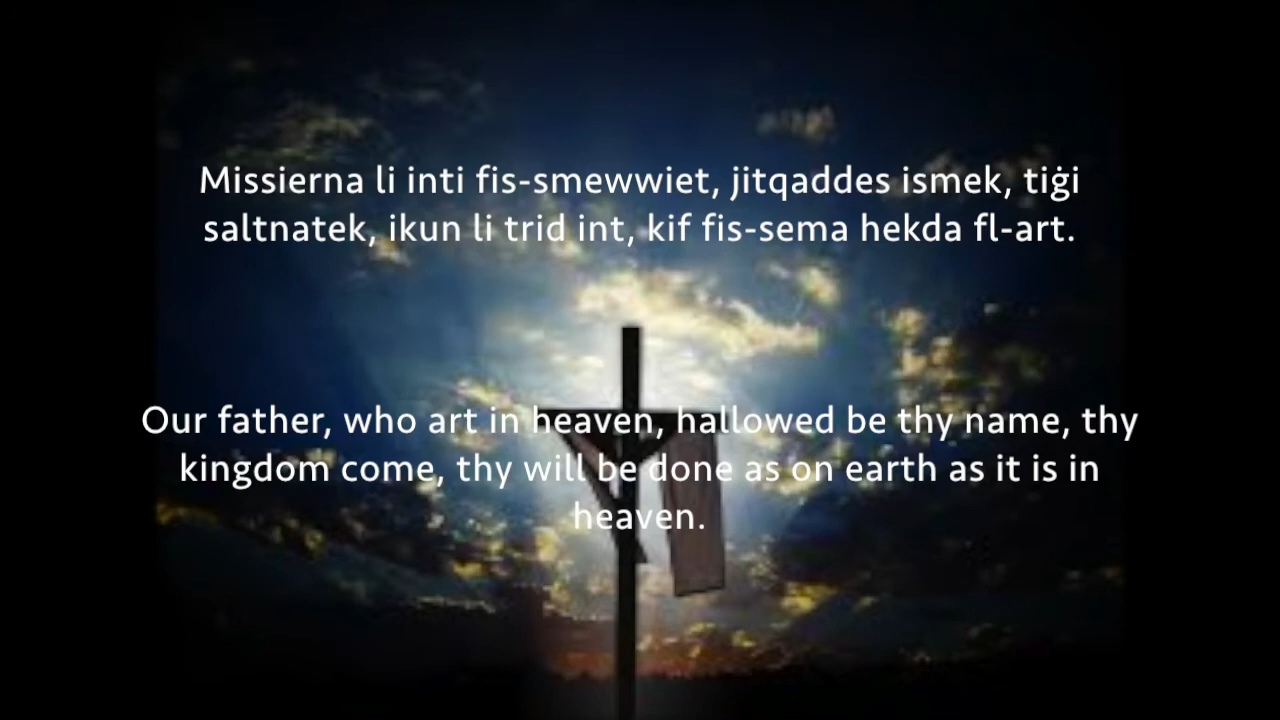 Missierna li inti fis-smewwiet, jitqaddes ismek, tiġi
saltnatek, ikun li trid int, kif fis-sema hekda fl-art.
Our father, who art in heaven, hallowed be thy name, thy
kingdom come, thy will be done as on earth as it is in
heaven.